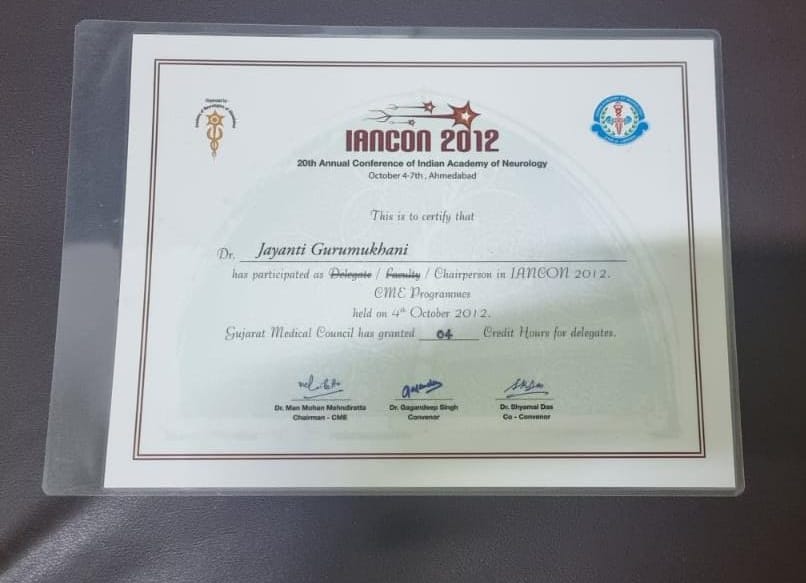 IANCON 2012
20th Annual Conference of Indian Academy of Neurology
October 4-7th, Ahmedabad
This is to certify that
Dr. Jayanti Gurumukhani
has participated as Delegate / Faculty / Chairperson in IANCON 2012.
CME Programmes
held on 4th October 2012.
Gujarat Medical Council has granted 04 Credit Hours for delegates.
Dr. Man Mohan Mehndiratta
Chairman - CME
Dr. Gagandeep Singh
Convenor
Dr. Shyamal Das
Co - Convenor